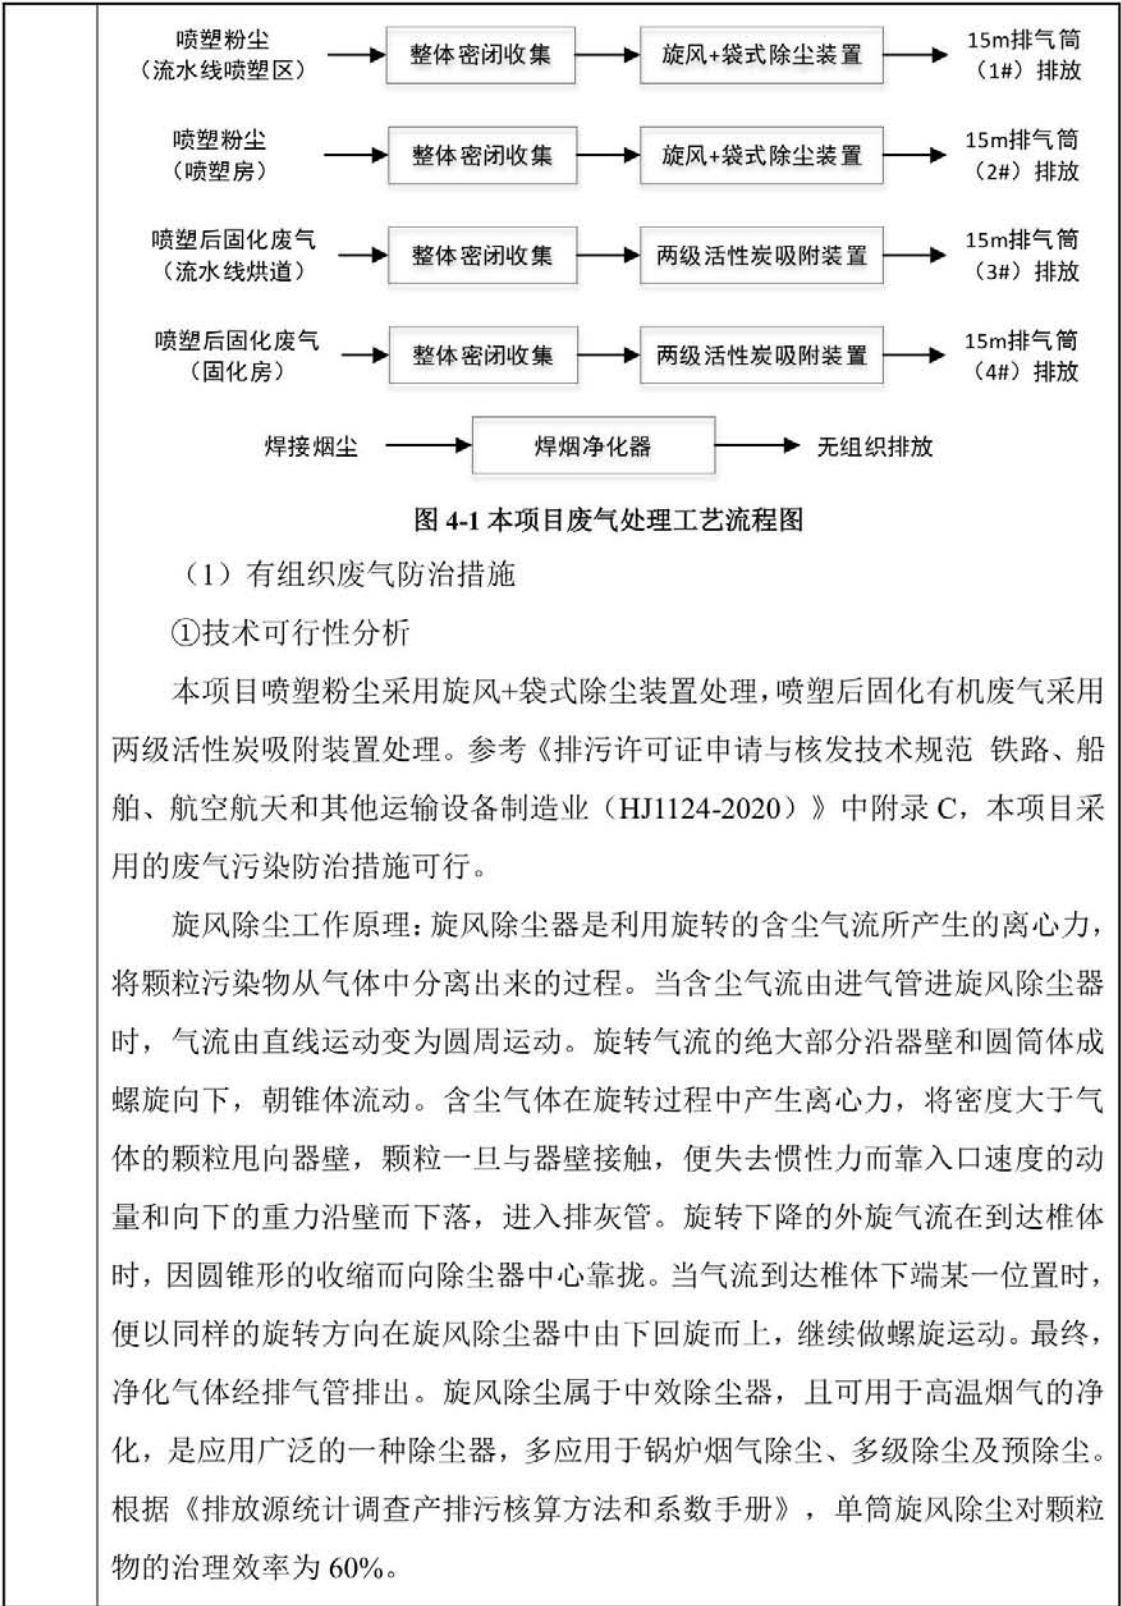 喷塑粉尘
（流水线喷塑区）
整体密闭收集
旋风+袋式除尘装置
15m排气筒
（1#）排放
喷塑粉尘
（喷塑房）
整体密闭收集
旋风+袋式除尘装置
15m排气筒
（2#）排放
喷塑后固化废气
（流水线烘道）
整体密闭收集
两级活性炭吸附装置
15m排气筒
（3#）排放
喷塑后固化废气
（固化房）
整体密闭收集
两级活性炭吸附装置
15m排气筒
（4#）排放
焊接烟尘
焊烟净化器
无组织排放
图 4-1 本项目废气处理工艺流程图
（1）有组织废气防治措施
①技术可行性分析
本项目喷塑粉尘采用旋风+袋式除尘装置处理，喷塑后固化有机废气采用
两级活性炭吸附装置处理。参考《排污许可证申请与核发技术规范 铁路、船
舶、航空航天和其他运输设备制造业（HJ1124-2020）》中附录 C，本项目采
用的废气污染防治措施可行。
旋风除尘工作原理：旋风除尘器是利用旋转的含尘气流所产生的离心力，
将颗粒污染物从气体中分离出来的过程。当含尘气流由进气管进旋风除尘器
时，气流由直线运动变为圆周运动。旋转气流的绝大部分沿器壁和圆筒体成
螺旋向下，朝锥体流动。含尘气体在旋转过程中产生离心力，将密度大于气
体的颗粒甩向器壁，颗粒一旦与器壁接触，便失去惯性力而靠入口速度的动
量和向下的重力沿壁而下落，进入排灰管。旋转下降的外旋气流在到达椎体
时，因圆锥形的收缩而向除尘器中心靠拢。当气流到达椎体下端某一位置时，
便以同样的旋转方向在旋风除尘器中由下回旋而上，继续做螺旋运动。最终，
净化气体经排气管排出。旋风除尘属于中效除尘器，且可用于高温烟气的净
化，是应用广泛的一种除尘器，多应用于锅炉烟气除尘、多级除尘及预除尘。
根据《排放源统计调查产排污核算方法和系数手册》，单筒旋风除尘对颗粒
物的治理效率为 60%。